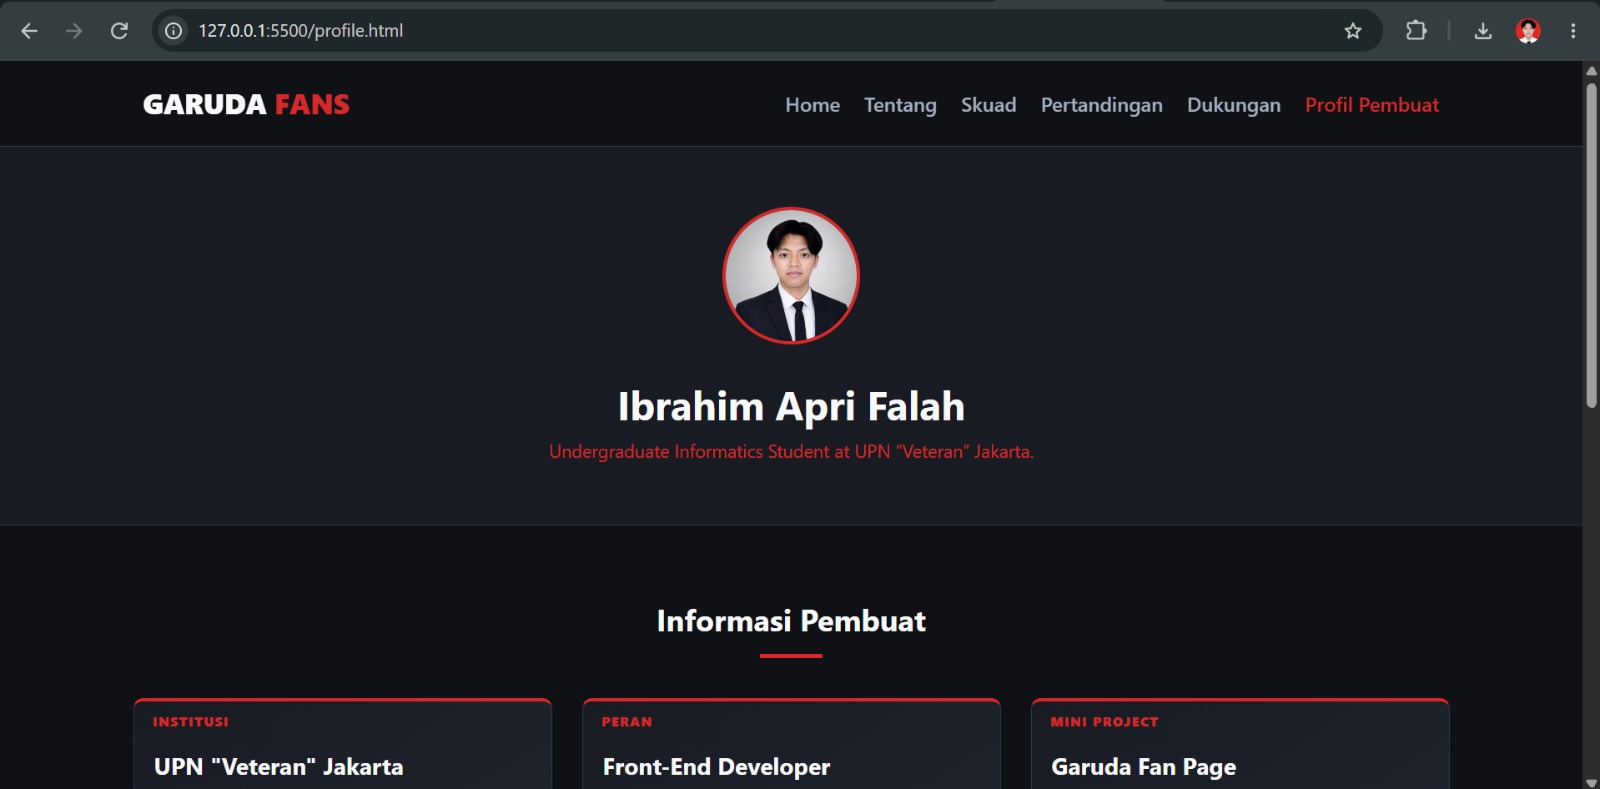 127.0.0.1:5500/profile.html
GARUDA FANS
Home Tentang Skuad Pertandingan Dukungan Profil Pembuat
Ibrahim Apri Falah
Undergraduate Informatics Student at UPN “Veteran” Jakarta.
Informasi Pembuat
INSTITUSI
UPN "Veteran" Jakarta
PERAN
Front-End Developer
MINI PROJECT
Garuda Fan Page